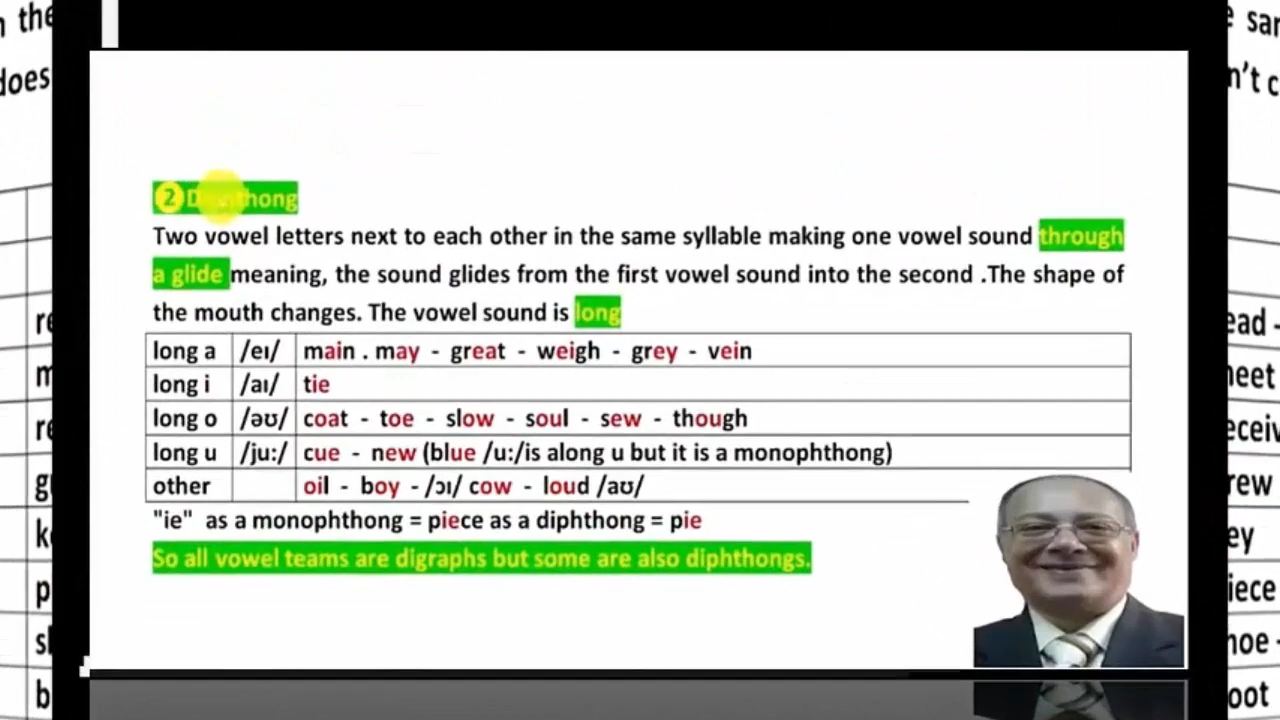 2 Diphthong
Two vowel letters next to each other in the same syllable making one vowel sound through
a glide meaning, the sound glides from the first vowel sound into the second .The shape of
the mouth changes. The vowel sound is long
long a /eɪ/ main . may - great - weigh - grey - vein
long i /aɪ/ tie
long o /əʊ/ coat - toe - slow - soul - sew - though
long u /ju:/ cue - new (blue /u:/is along u but it is a monophthong)
other oil - boy - /ɔɪ/ cow - loud /aʊ/
"ie" as a monophthong = piece as a diphthong = pie
So all vowel teams are digraphs but some are also diphthongs.